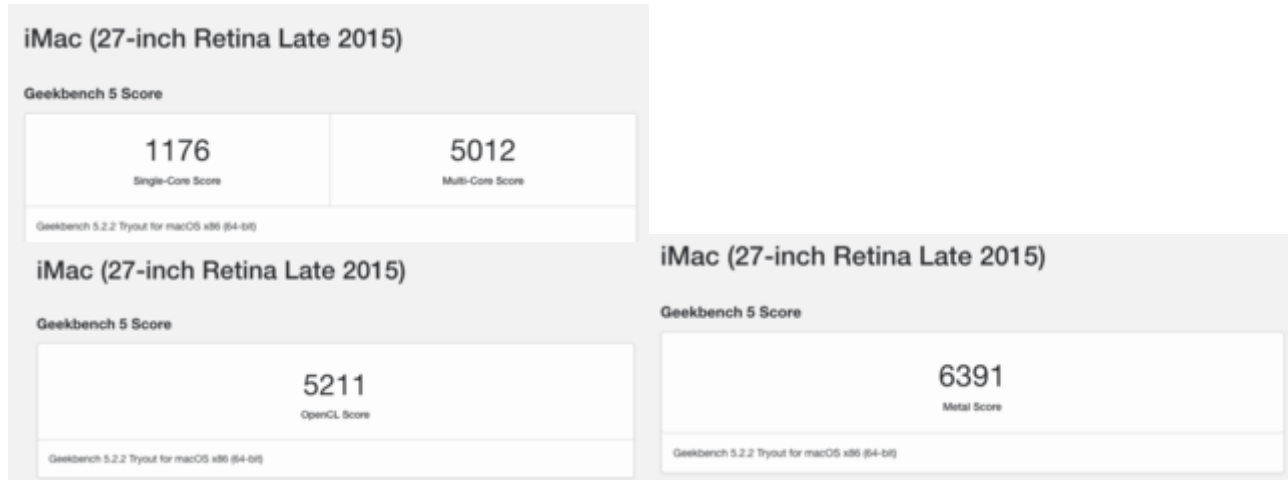 iMac (27-inch Retina Late 2015)
Geekbench 5 Score
1176
Single-Core Score
5012
Multi-Core Score
Geekbench 5.2.2 Tryout for macOS x86 (64-bit)
iMac (27-inch Retina Late 2015)
Geekbench 5 Score
5211
OpenCL Score
Geekbench 5.2.2 Tryout for macOS x86 (64-bit)
iMac (27-inch Retina Late 2015)
Geekbench 5 Score
6391
Metal Score
Geekbench 5.2.2 Tryout for macOS x86 (64-bit)